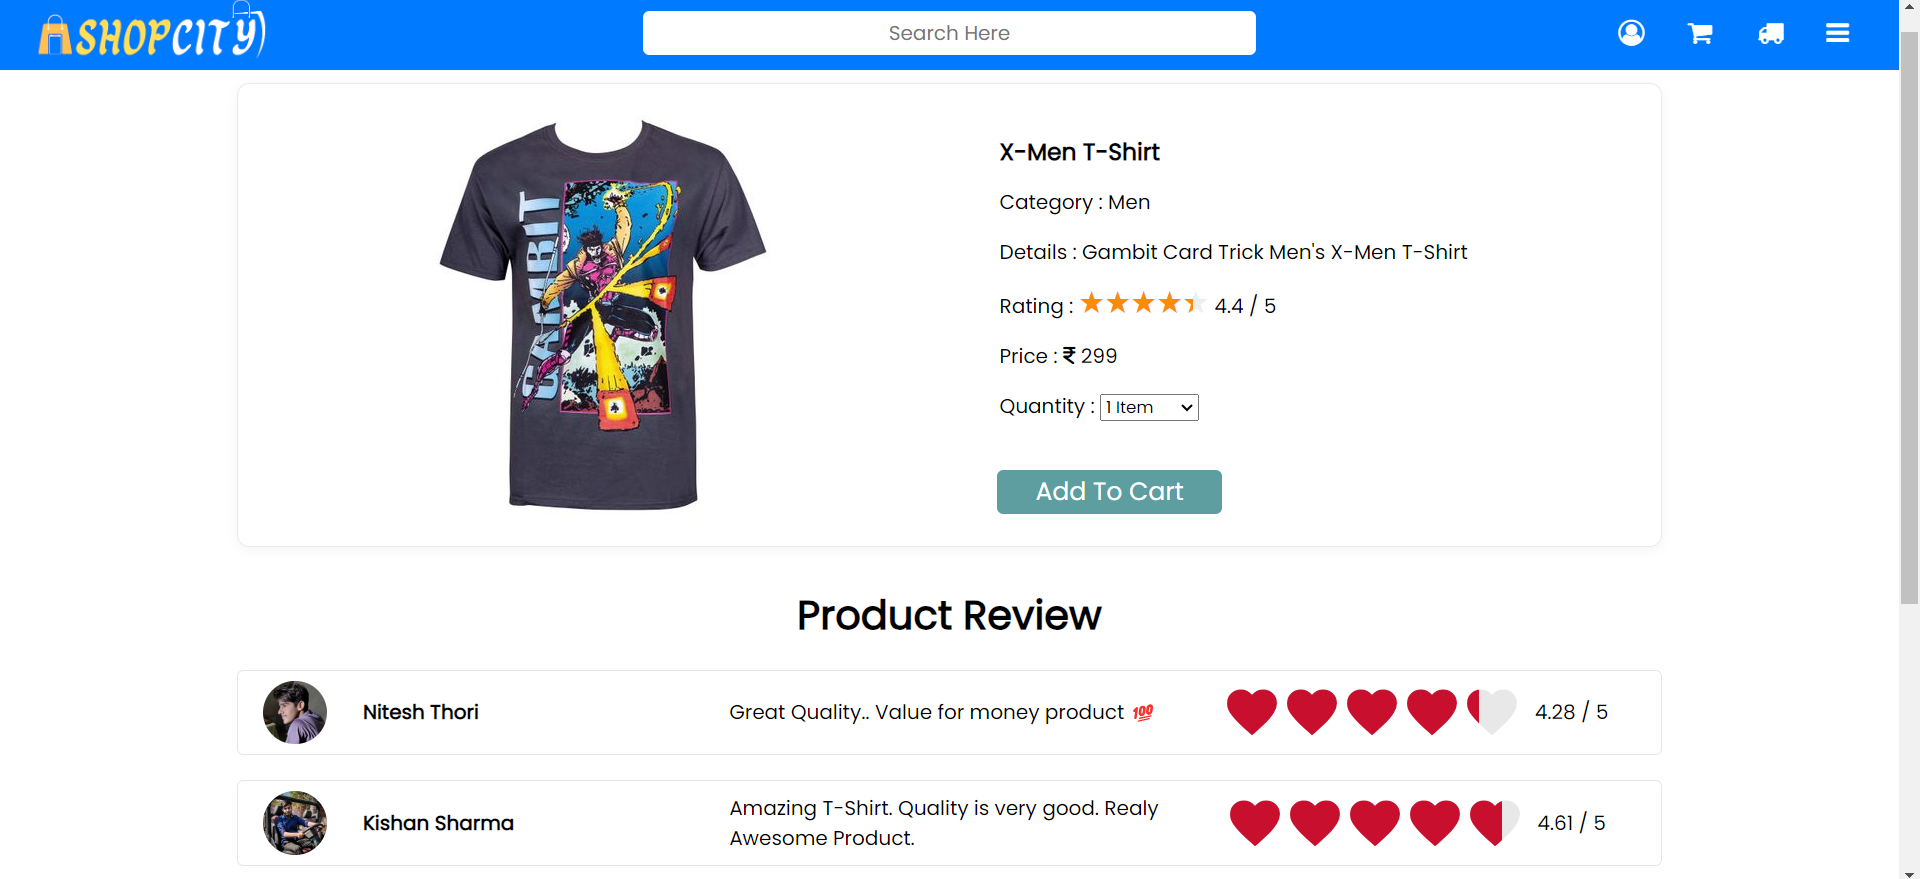 SHOPCITY
Search Here
GAMBIT
X-Men T-Shirt
Category : Men
Details : Gambit Card Trick Men's X-Men T-Shirt
Rating : 4.4 / 5
Price : ₹ 299
Quantity : 1 Item
Add To Cart
Product Review
Nitesh Thori
Great Quality.. Value for money product 💯
4.28 / 5
Kishan Sharma
Amazing T-Shirt. Quality is very good. Realy
Awesome Product.
4.61 / 5